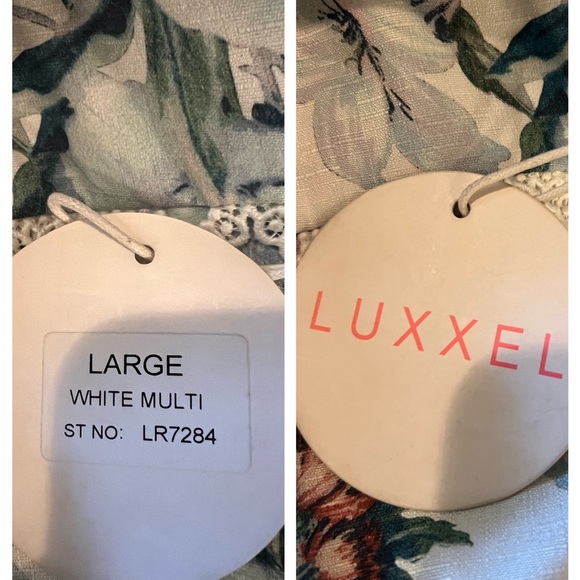 LARGE
WHITE MULTI
ST NO: LR7284
LUXXEL